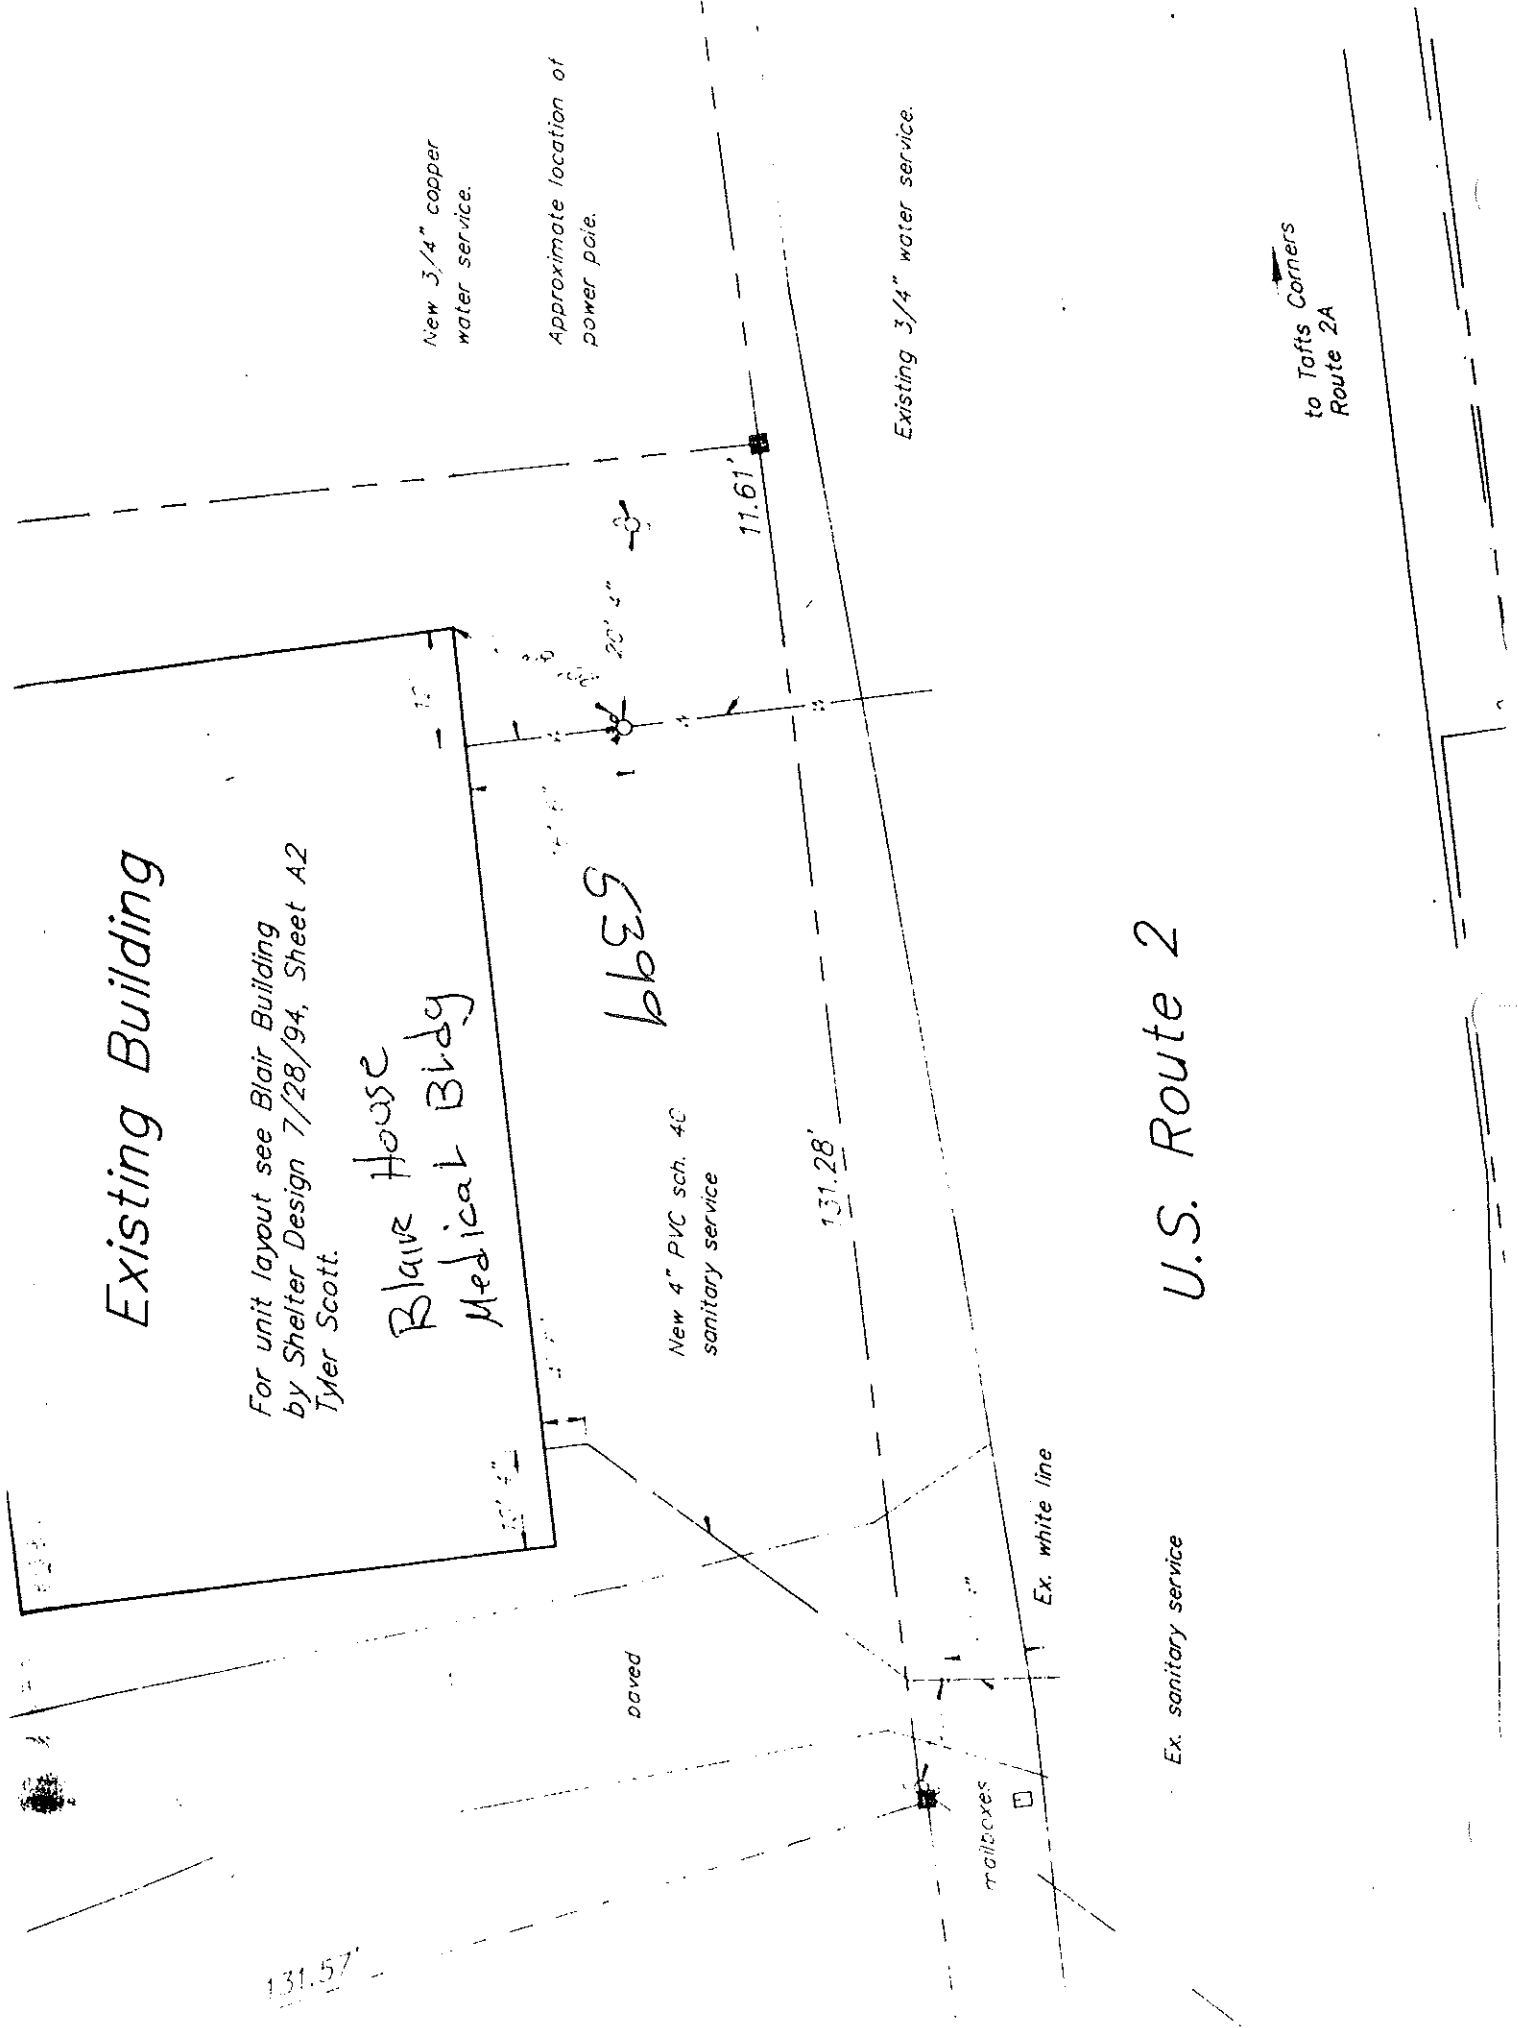 Existing Building
For unit layout see Blair Building
by Shelter Design 7/28/94, Sheet A2
Tyler Scott.
Blair House
Medical Bldg
5399
New 3/4" copper
water service.
Approximate location of
power pole.
20' 4"
11.61'
Existing 3/4" water service.
New 4" PVC sch. 40
sanitary service
131.28'
131.57'
paved
mailboxes
Ex. white line
Ex. sanitary service
U.S. Route 2
to Tafts Corners
Route 2A